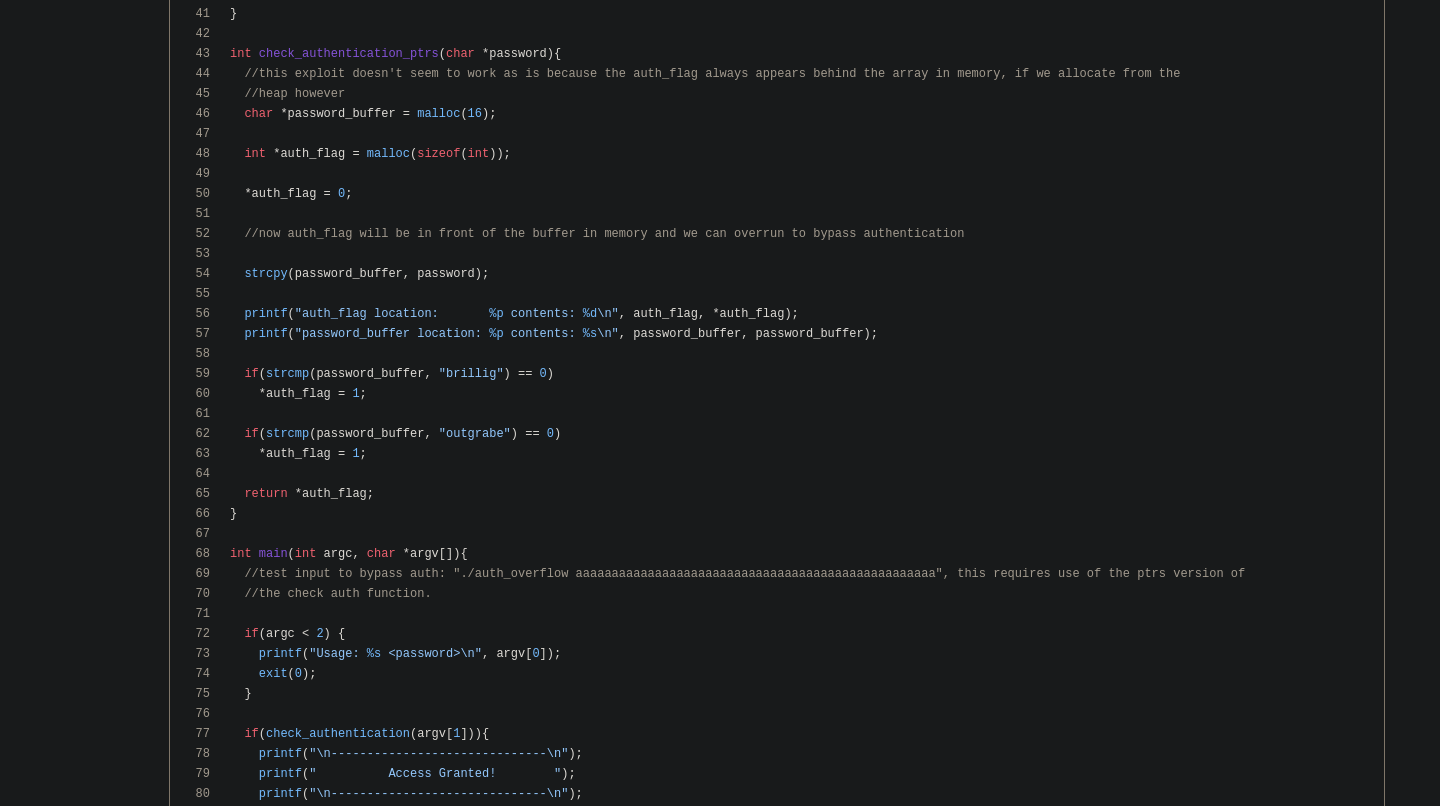 41 }
42
43 int check_authentication_ptrs(char *password){
44   //this exploit doesn't seem to work as is because the auth_flag always appears behind the array in memory, if we allocate from the
45   //heap however
46   char *password_buffer = malloc(16);
47
48   int *auth_flag = malloc(sizeof(int));
49
50   *auth_flag = 0;
51
52   //now auth_flag will be in front of the buffer in memory and we can overrun to bypass authentication
53
54   strcpy(password_buffer, password);
55
56   printf("auth_flag location:       %p contents: %d\n", auth_flag, *auth_flag);
57   printf("password_buffer location: %p contents: %s\n", password_buffer, password_buffer);
58
59   if(strcmp(password_buffer, "brillig") == 0)
60     *auth_flag = 1;
61
62   if(strcmp(password_buffer, "outgrabe") == 0)
63     *auth_flag = 1;
64
65   return *auth_flag;
66 }
67
68 int main(int argc, char *argv[]){
69   //test input to bypass auth: "./auth_overflow aaaaaaaaaaaaaaaaaaaaaaaaaaaaaaaaaaaaaaaaaaaaaaaaaa", this requires use of the ptrs version of
70   //the check auth function.
71
72   if(argc < 2) {
73     printf("Usage: %s <password>\n", argv[0]);
74     exit(0);
75   }
76
77   if(check_authentication(argv[1])){
78     printf("\n------------------------------\n");
79     printf("          Access Granted!        ");
80     printf("\n------------------------------\n");